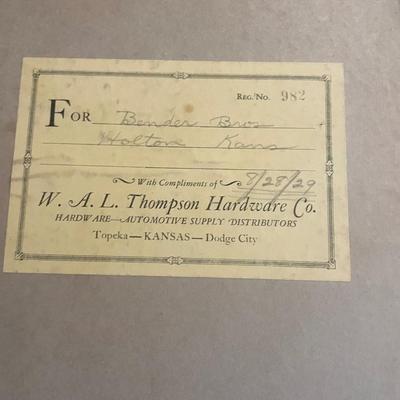 Reg. No. 982
For Bender Bros
Holton Kans
With Compliments of 8/28/29
W. A. L. Thompson Hardware Co.
HARDWARE—AUTOMOTIVE SUPPLY DISTRIBUTORS
Topeka—KANSAS—Dodge City